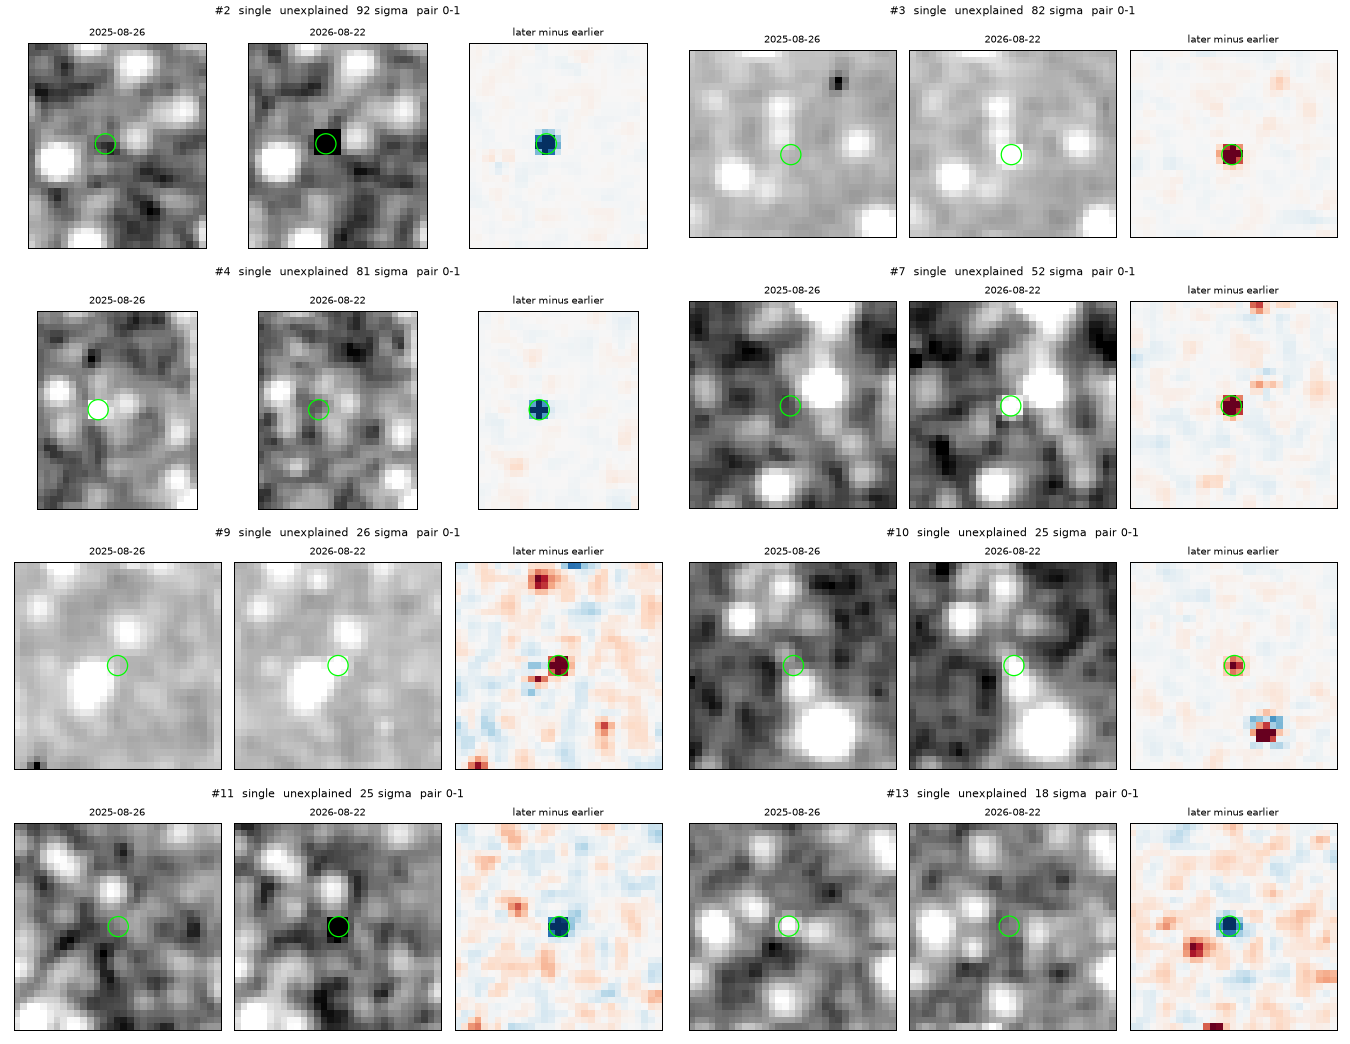 #2 single unexplained 92 sigma pair 0-1
2025-08-26
2026-08-22
later minus earlier
#3 single unexplained 82 sigma pair 0-1
2025-08-26
2026-08-22
later minus earlier
#4 single unexplained 81 sigma pair 0-1
2025-08-26
2026-08-22
later minus earlier
#7 single unexplained 52 sigma pair 0-1
2025-08-26
2026-08-22
later minus earlier
#9 single unexplained 26 sigma pair 0-1
2025-08-26
2026-08-22
later minus earlier
#10 single unexplained 25 sigma pair 0-1
2025-08-26
2026-08-22
later minus earlier
#11 single unexplained 25 sigma pair 0-1
2025-08-26
2026-08-22
later minus earlier
#13 single unexplained 18 sigma pair 0-1
2025-08-26
2026-08-22
later minus earlier